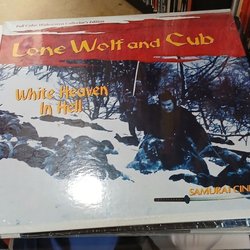 Full Color Widescreen Collector's Edition
Lone Wolf and Cub
White Heaven
In Hell
SAMURAI CIN